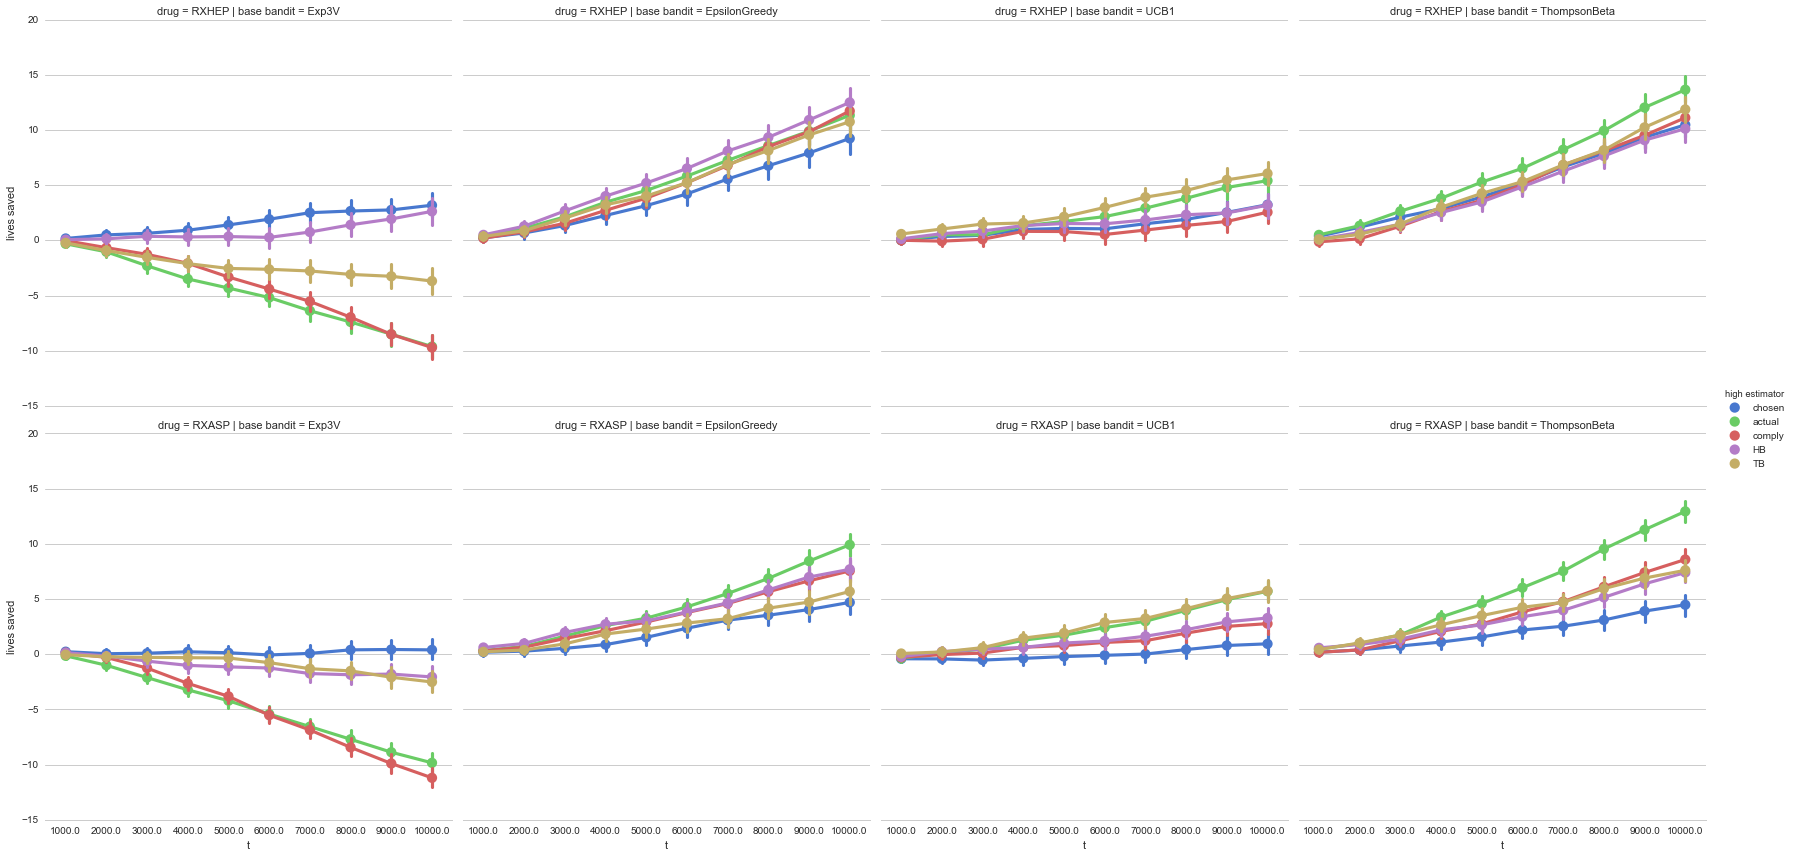 drug = RXHEP | base bandit = Exp3V
drug = RXHEP | base bandit = EpsilonGreedy
drug = RXHEP | base bandit = UCB1
drug = RXHEP | base bandit = ThompsonBeta
20
15
10
5
0
−5
−10
−15
lives saved
high estimator
chosen
actual
comply
HB
TB
drug = RXASP | base bandit = Exp3V
drug = RXASP | base bandit = EpsilonGreedy
drug = RXASP | base bandit = UCB1
drug = RXASP | base bandit = ThompsonBeta
20
15
10
5
0
−5
−10
−15
lives saved
1000.0 2000.0 3000.0 4000.0 5000.0 6000.0 7000.0 8000.0 9000.0 10000.0
t
1000.0 2000.0 3000.0 4000.0 5000.0 6000.0 7000.0 8000.0 9000.0 10000.0
t
1000.0 2000.0 3000.0 4000.0 5000.0 6000.0 7000.0 8000.0 9000.0 10000.0
t
1000.0 2000.0 3000.0 4000.0 5000.0 6000.0 7000.0 8000.0 9000.0 10000.0
t